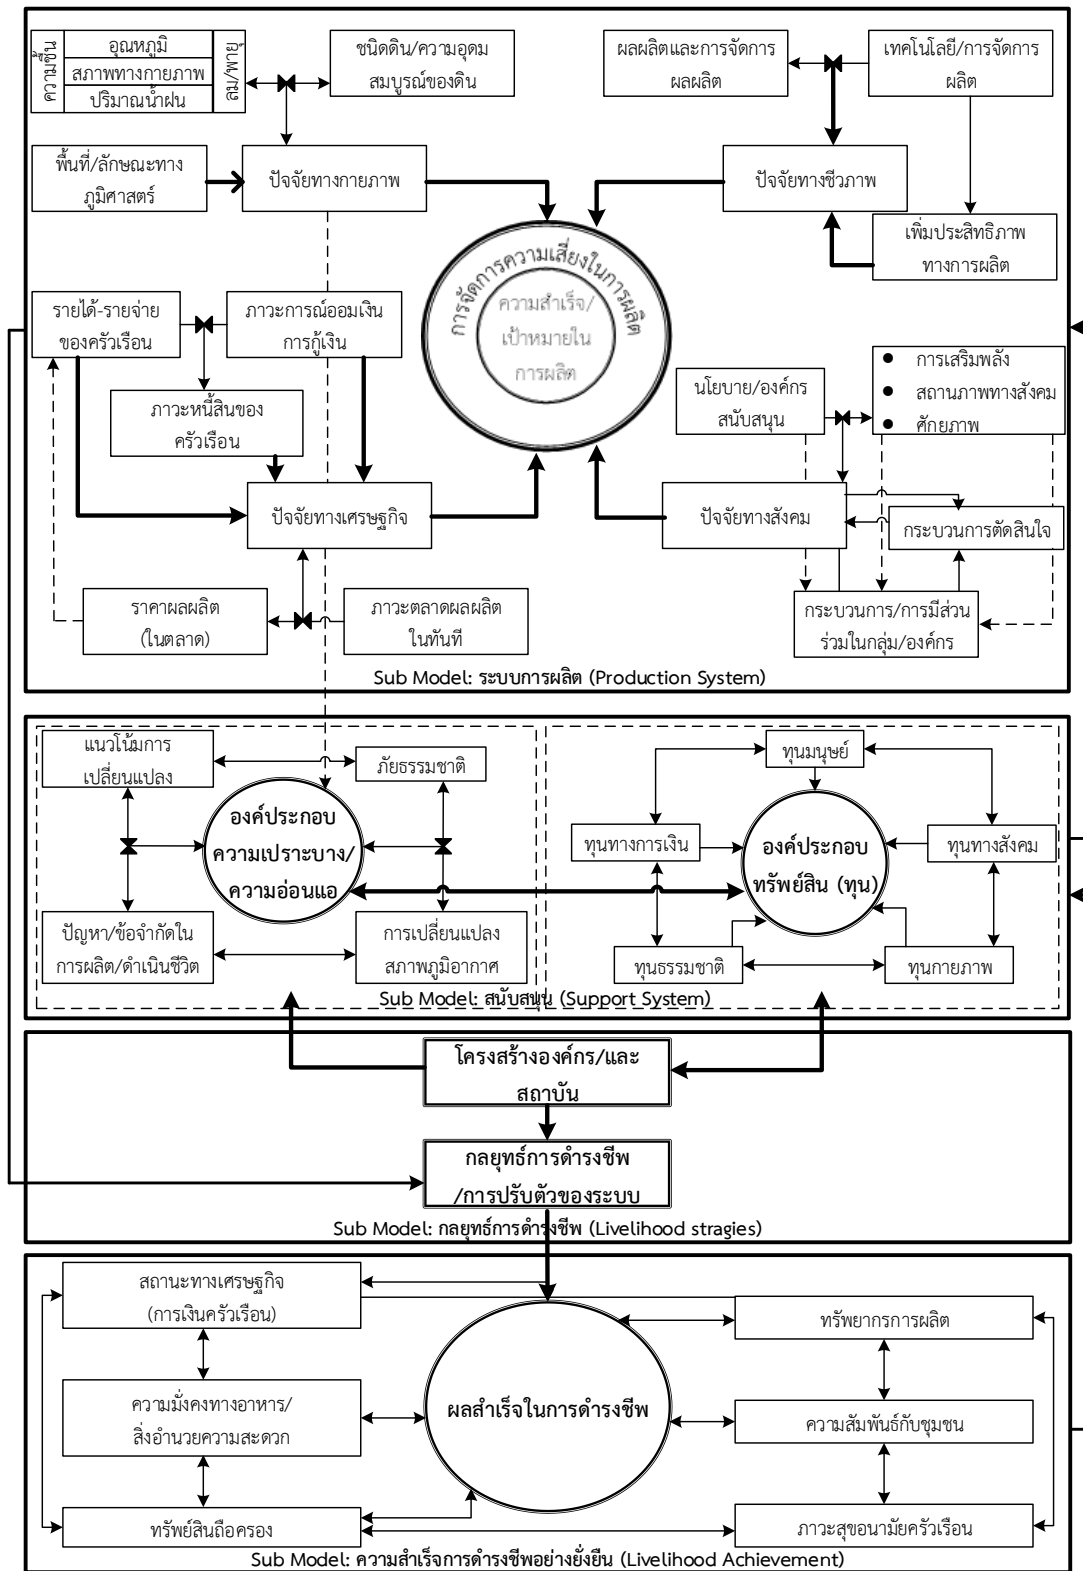 ความชื้น
อุณหภูมิ
สภาพทางกายภาพ
ปริมาณน้ำฝน
ลม/พายุ
ชนิดดิน/ความอุดม
สมบูรณ์ของดิน
ผลผลิตและการจัดการ
ผลผลิต
เทคโนโลยี/การจัดการ
ผลิต
พื้นที่/ลักษณะทาง
ภูมิศาสตร์
ปัจจัยทางกายภาพ
ปัจจัยทางชีวภาพ
เพิ่มประสิทธิภาพ
ทางการผลิต
การจัดการความเสี่ยงในการผลิต
ความสำเร็จ/
เป้าหมายใน
การผลิต
รายได้-รายจ่าย
ของครัวเรือน
ภาวะการณ์ออมเงิน
การกู้เงิน
ภาวะหนี้สินของ
ครัวเรือน
นโยบาย/องค์กร
สนับสนุน
● การเสริมพลัง
● สถานภาพทางสังคม
● ศักยภาพ
ปัจจัยทางเศรษฐกิจ
ปัจจัยทางสังคม
กระบวนการตัดสินใจ
ราคาผลผลิต
(ในตลาด)
ภาวะตลาดผลผลิต
ในทันที
กระบวนการ/การมีส่วน
ร่วมในกลุ่ม/องค์กร
Sub Model: ระบบการผลิต (Production System)
แนวโน้มการ
เปลี่ยนแปลง
ภัยธรรมชาติ
องค์ประกอบ
ความเปราะบาง/
ความอ่อนแอ
ปัญหา/ข้อจำกัดใน
การผลิต/ดำเนินชีวิต
การเปลี่ยนแปลง
สภาพภูมิอากาศ
ทุนมนุษย์
ทุนทางการเงิน
องค์ประกอบ
ทรัพย์สิน (ทุน)
ทุนทางสังคม
ทุนธรรมชาติ
ทุนกายภาพ
Sub Model: สนับสนุน (Support System)
โครงสร้างองค์กร/และ
สถาบัน
กลยุทธ์การดำรงชีพ
/การปรับตัวของระบบ
Sub Model: กลยุทธ์การดำรงชีพ (Livelihood stragies)
สถานะทางเศรษฐกิจ
(การเงินครัวเรือน)
ทรัพยากรการผลิต
ความมั่งคงทางอาหาร/
สิ่งอำนวยความสะดวก
ผลสำเร็จในการดำรงชีพ
ความสัมพันธ์กับชุมชน
ทรัพย์สินถือครอง
ภาวะสุขอนามัยครัวเรือน
Sub Model: ความสำเร็จการดำรงชีพอย่างยั่งยืน (Livelihood Achievement)